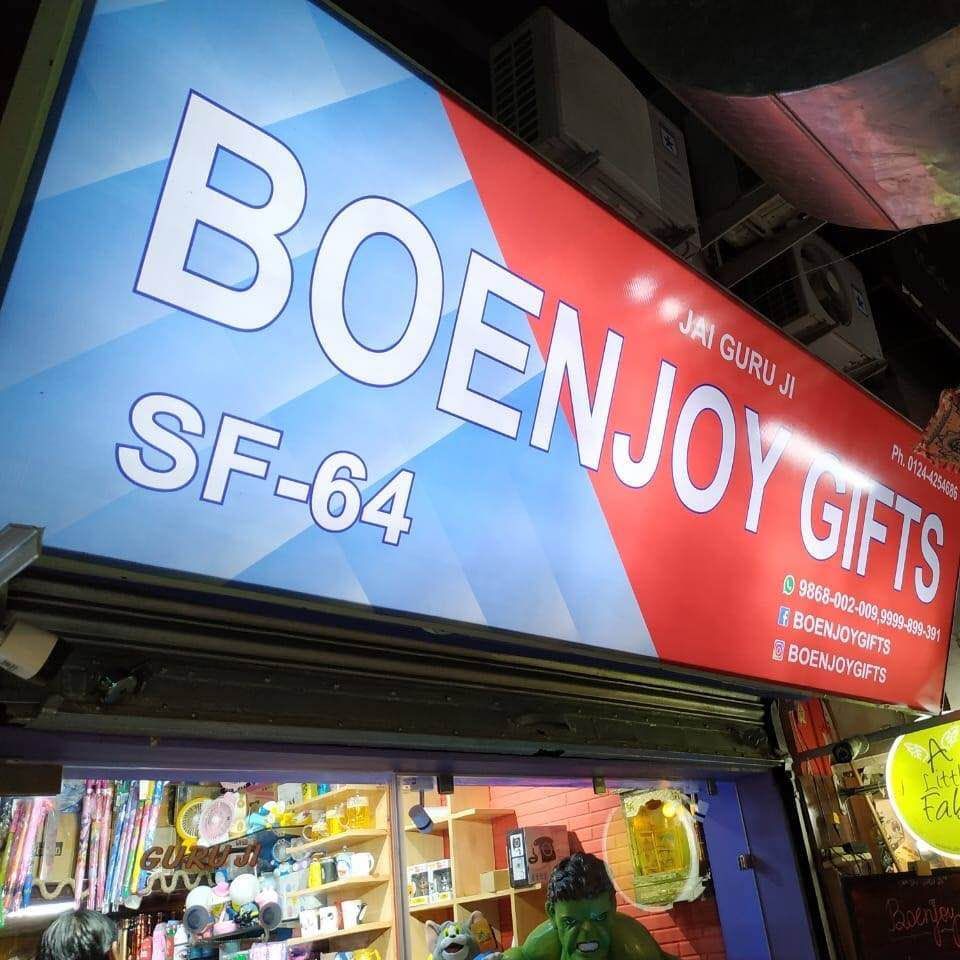 JAI GURU JI
BOENJOY GIFTS
SF-64
Ph. 0124-4254686
9868-002-009,9999-899-391
BOENJOYGIFTS
BOENJOYGIFTS
GURU JI
A
Boenjoy